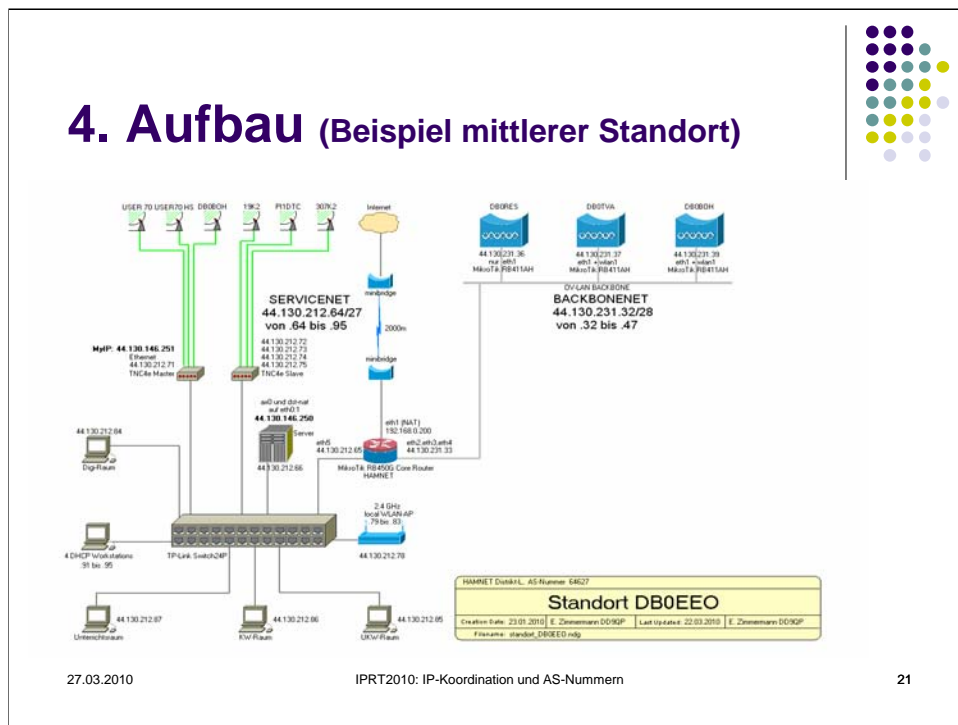 4. Aufbau (Beispiel mittlerer Standort)
USER 70 USER70 HS DB0BOH 19K2 PI1DTC 307K2
Internet
DB0RES
DB0TVA
DB0BOH
44.130.231.36
nur eth1
MikroTik RB411AH
44.130.231.37
eth1 + wlan1
MikroTik RB411AH
44.130.231.39
eth1 + wlan1
MikroTik RB411AH
OV-LAN BACKBONE
BACKBONENET
44.130.231.32/28
von .32 bis .47
minibridge
SERVICENET
44.130.212.64/27
von .64 bis .95
2000m
minibridge
MyIP: 44.130.146.251
Ethernet
44.130.212.71
TNC4e Master
44.130.212.72
44.130.212.73
44.130.212.74
44.130.212.75
TNC4e Slave
ax0 und dst-nat
auf eth0:1
44.130.146.250
Server
44.130.212.66
eth1 (NAT)
192.168.0.200
eth5
44.130.212.65
eth2,eth3,eth4
44.130.231.33
MikroTik RB450G Core Router
HAMNET
44.130.212.84
Digi-Raum
2.4 GHz
local WLAN-AP
.79 bis .83
44.130.212.78
4 DHCP Workstations
.91 bis .95
TP-Link Switch24P
44.130.212.87
Unterrichtsraum
44.130.212.86
KW-Raum
44.130.212.85
UKW-Raum
HAMNET Distrikt-L, AS-Nummer 64627
Standort DB0EEO
Creation Date: 23.01.2010 E. Zimmermann DD9QP Last Updated: 22.03.2010 E. Zimmermann DD9QP
Filename: standort_DB0EEO.ndg
27.03.2010 IPRT2010: IP-Koordination und AS-Nummern 21